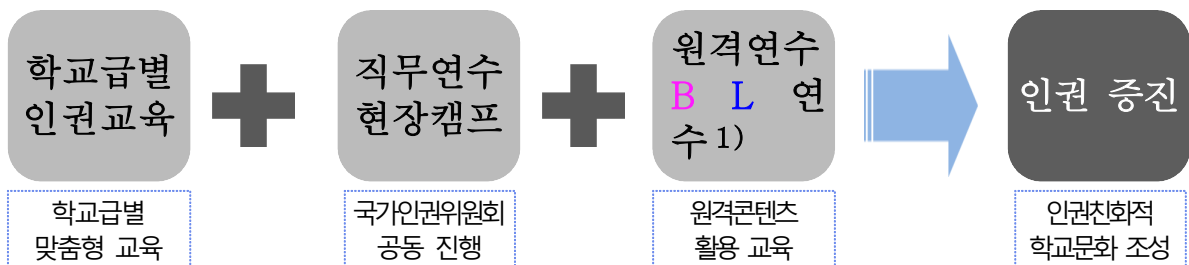 학교급별
인권교육
직무연수
현장캠프
원격연수
B L 연
수1)
인권 증진
학교급별
맞춤형 교육
국가인권위원회
공동 진행
원격콘텐츠
활용 교육
인권친화적
학교문화 조성